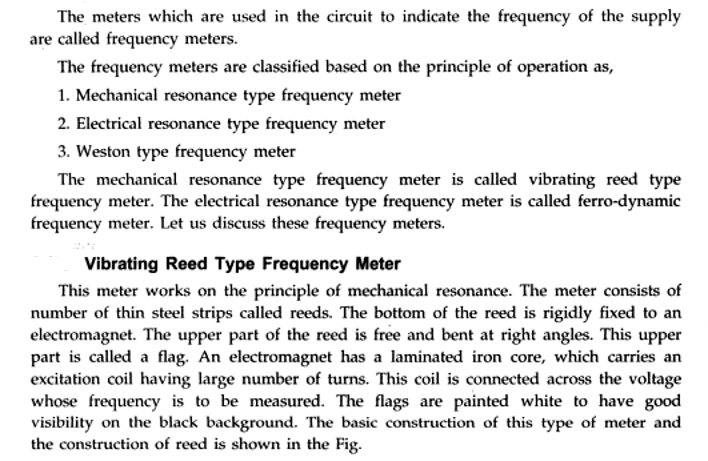 The meters which are used in the circuit to indicate the frequency of the supply
are called frequency meters.
The frequency meters are classified based on the principle of operation as,
1. Mechanical resonance type frequency meter
2. Electrical resonance type frequency meter
3. Weston type frequency meter
The mechanical resonance type frequency meter is called vibrating reed type
frequency meter. The electrical resonance type frequency meter is called ferro-dynamic
frequency meter. Let us discuss these frequency meters.
Vibrating Reed Type Frequency Meter
This meter works on the principle of mechanical resonance. The meter consists of
number of thin steel strips called reeds. The bottom of the reed is rigidly fixed to an
electromagnet. The upper part of the reed is free and bent at right angles. This upper
part is called a flag. An electromagnet has a laminated iron core, which carries an
excitation coil having large number of turns. This coil is connected across the voltage
whose frequency is to be measured. The flags are painted white to have good
visibility on the black background. The basic construction of this type of meter and
the construction of reed is shown in the Fig.